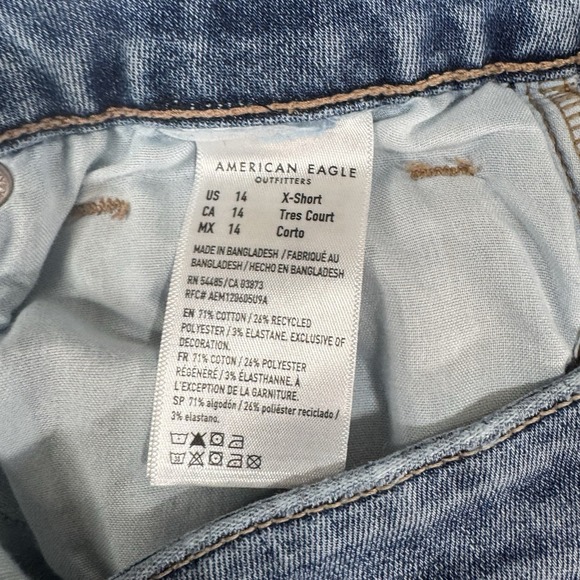 AMERICAN EAGLE
OUTFITTERS
US 14 X-Short
CA 14 Tres Court
MX 14 Corto
MADE IN BANGLADESH / FABRIQUÉ AU
BANGLADESH / HECHO EN BANGLADESH
RN 54485/CA 03873
RFC# AEM120605U9A
EN 71% COTTON / 26% RECYCLED
POLYESTER / 3% ELASTANE, EXCLUSIVE OF
DECORATION.
FR 71% COTON / 26% POLYESTER
RÉGÉNÉRÉ / 3% ÉLASTHANNE, À
L'EXCEPTION DE LA GARNITURE.
SP 71% algodón / 26% poliéster reciclado /
3% elastano.